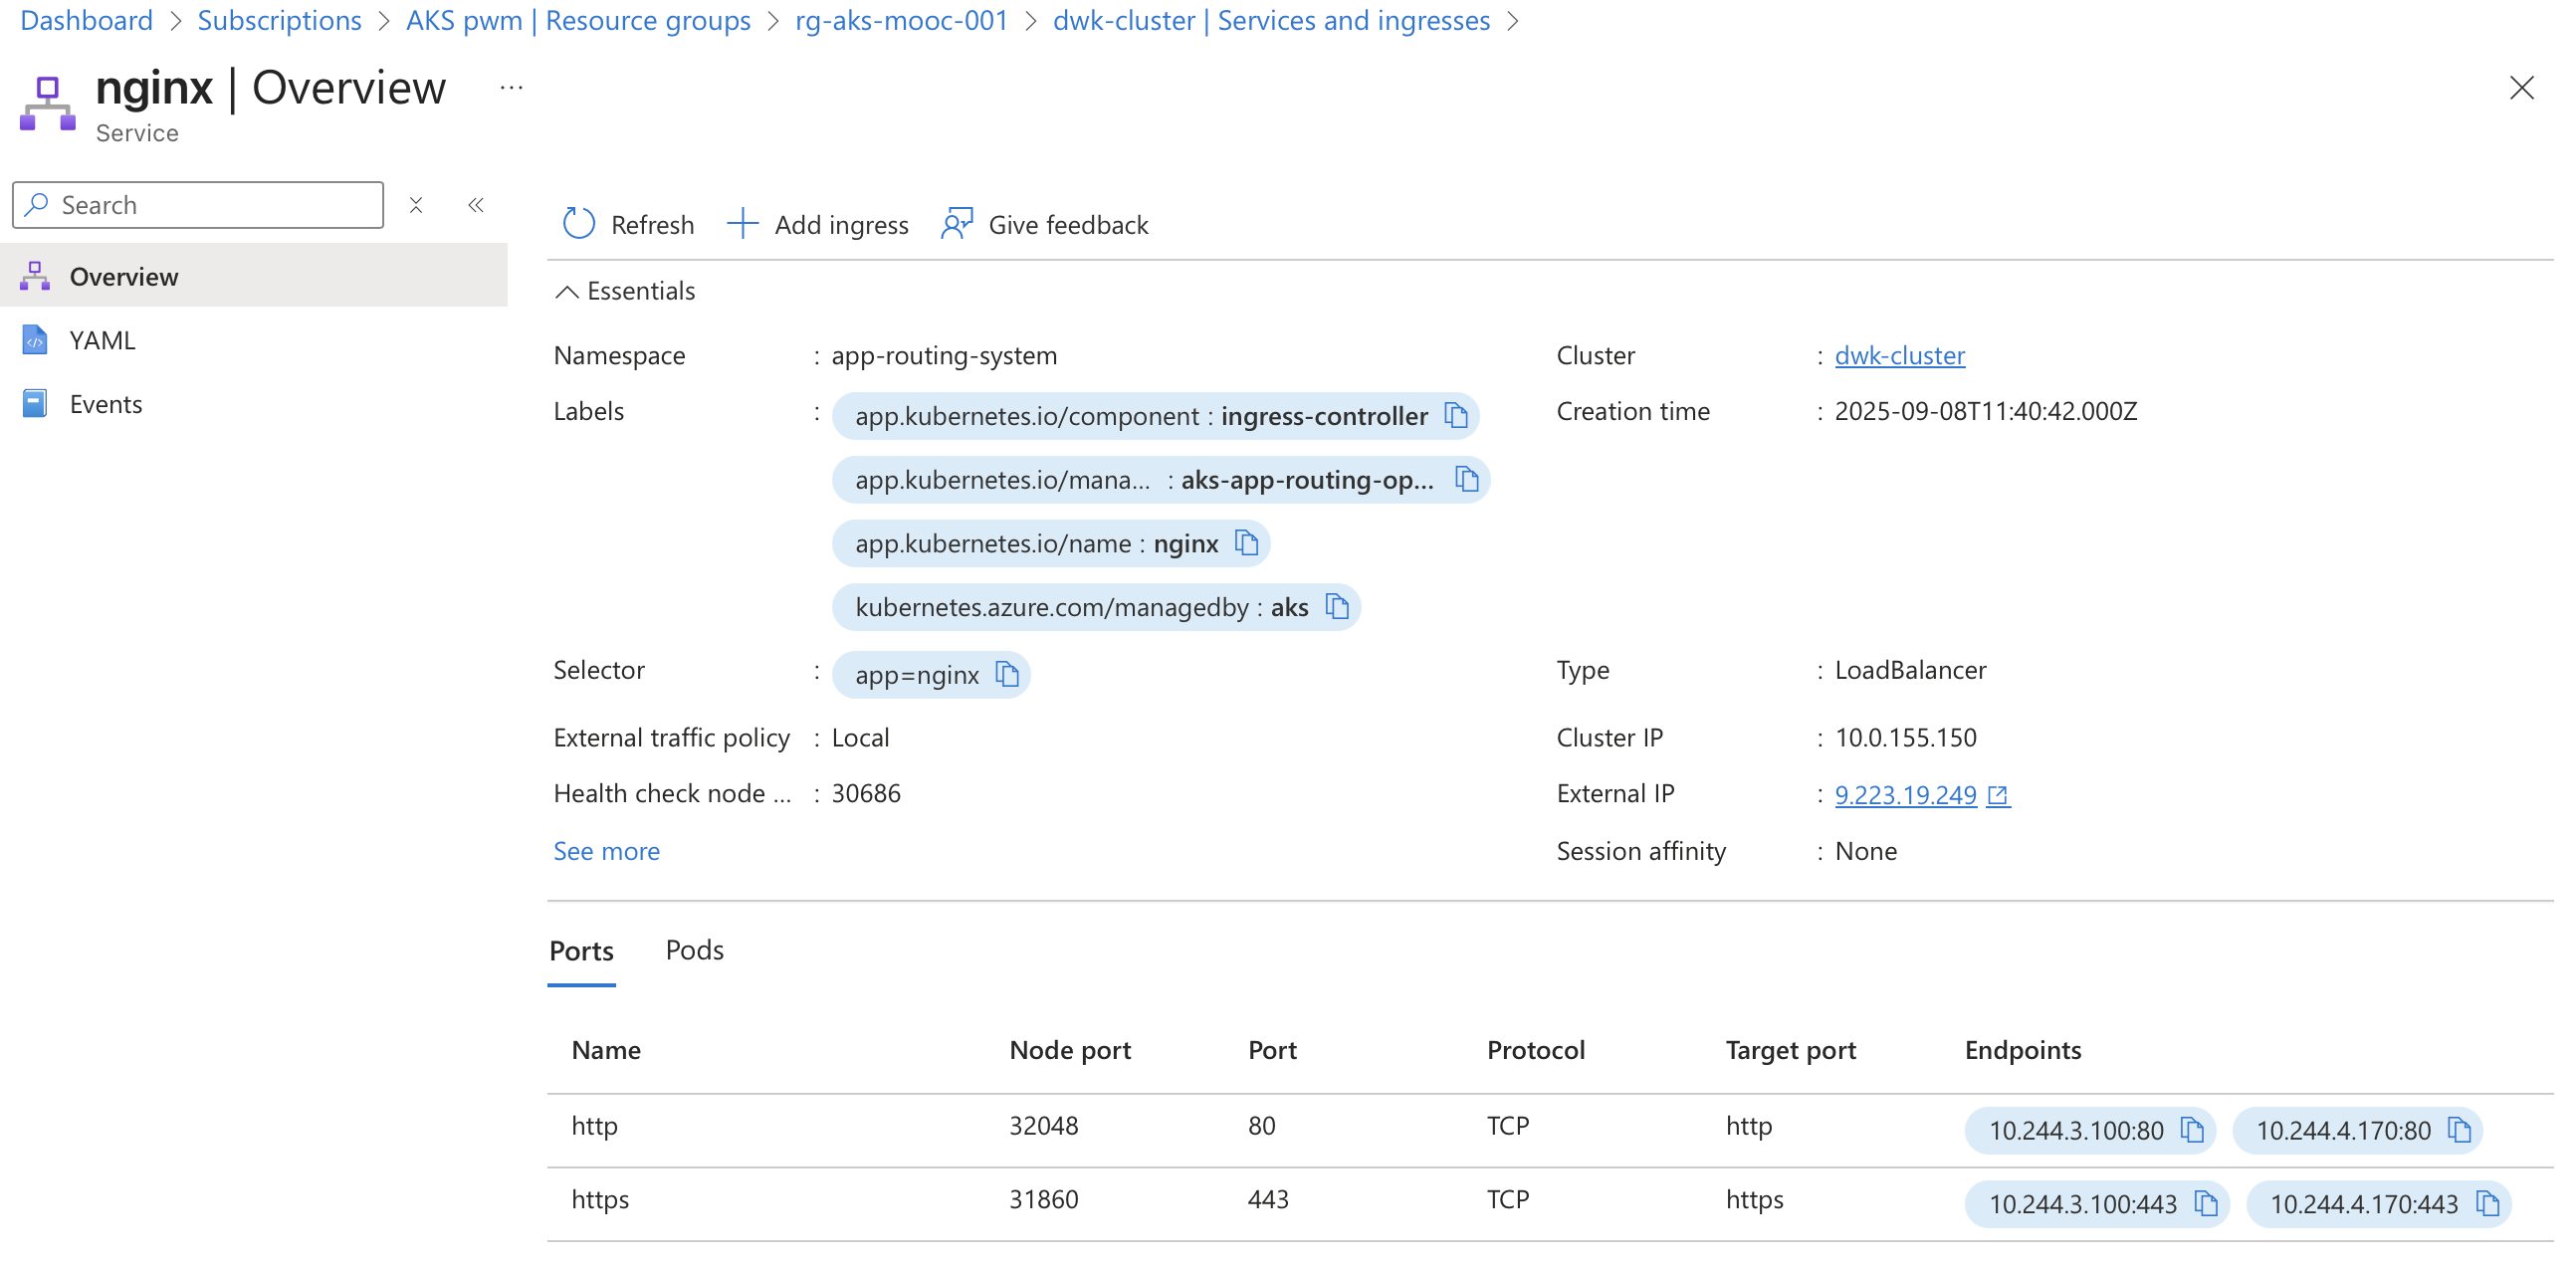 Dashboard > Subscriptions > AKS pwm | Resource groups > rg-aks-mooc-001 > dwk-cluster | Services and ingresses >
nginx | Overview ...
Service
Search
Overview
YAML
Events
Refresh Add ingress Give feedback
Essentials
Namespace : app-routing-system
Labels : app.kubernetes.io/component : ingress-controller
app.kubernetes.io/mana... : aks-app-routing-op...
app.kubernetes.io/name : nginx
kubernetes.azure.com/managedby : aks
Selector : app=nginx
External traffic policy : Local
Health check node ... : 30686
See more
Cluster : dwk-cluster
Creation time : 2025-09-08T11:40:42.000Z
Type : LoadBalancer
Cluster IP : 10.0.155.150
External IP : 9.223.19.249
Session affinity : None
Ports Pods
Name Node port Port Protocol Target port Endpoints
http 32048 80 TCP http 10.244.3.100:80 10.244.4.170:80
https 31860 443 TCP https 10.244.3.100:443 10.244.4.170:443